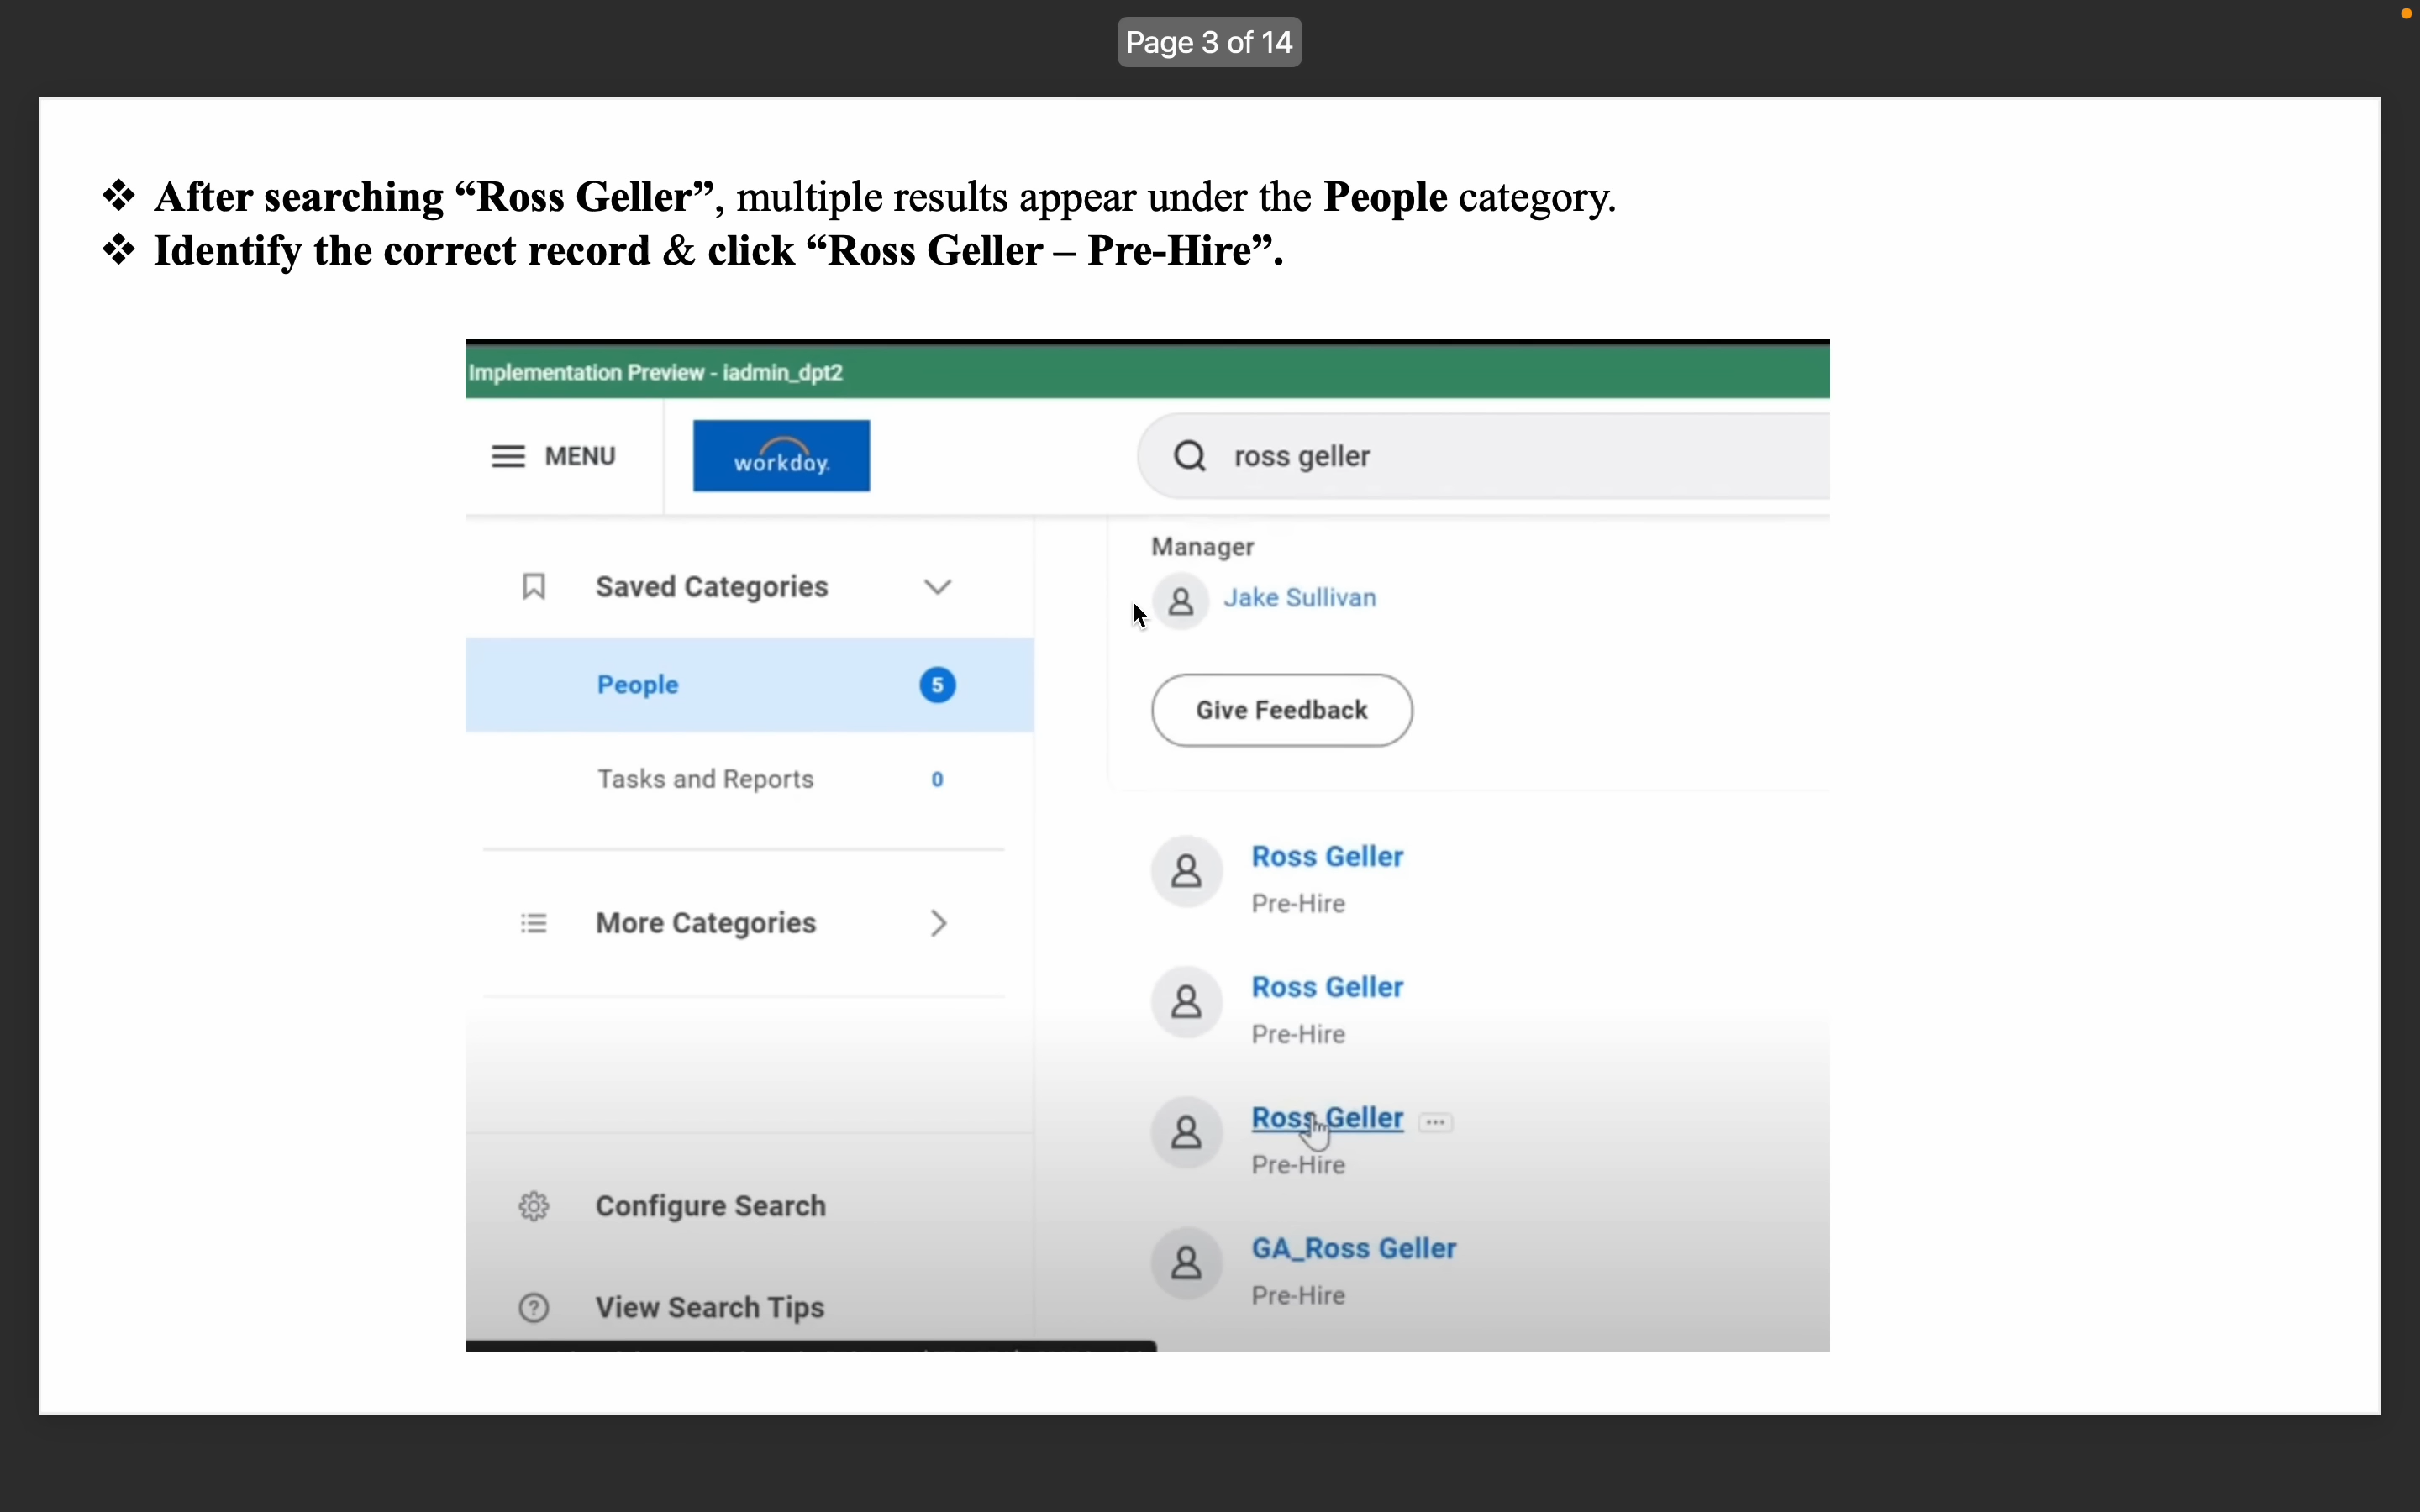 Page 3 of 14
❖ After searching “Ross Geller”, multiple results appear under the People category.
❖ Identify the correct record & click “Ross Geller – Pre-Hire”.
Implementation Preview - iadmin_dpt2
MENU
workday.
ross geller
Saved Categories
People 5
Tasks and Reports 0
More Categories
Configure Search
View Search Tips
Manager
Jake Sullivan
Give Feedback
Ross Geller
Pre-Hire
Ross Geller
Pre-Hire
Ross Geller
Pre-Hire
GA_Ross Geller
Pre-Hire